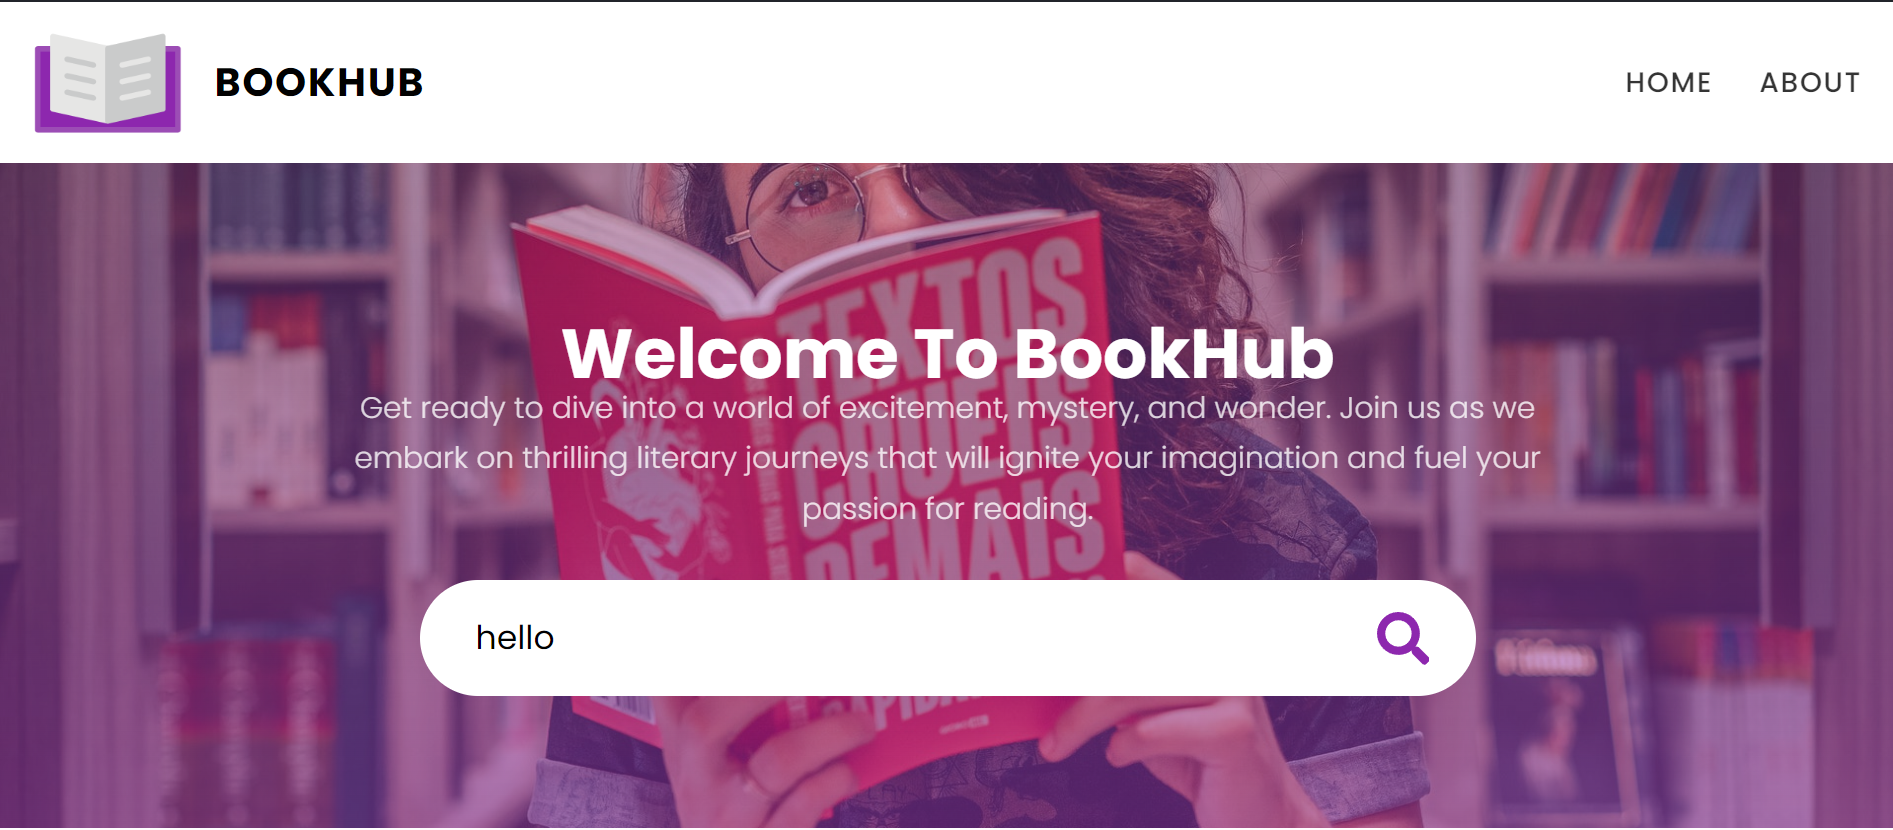 BOOKHUB
HOME
ABOUT
TEXTOS
CRUEIS
DEMAIS
Welcome To BookHub
Get ready to dive into a world of excitement, mystery, and wonder. Join us as we
embark on thrilling literary journeys that will ignite your imagination and fuel your
passion for reading.
hello